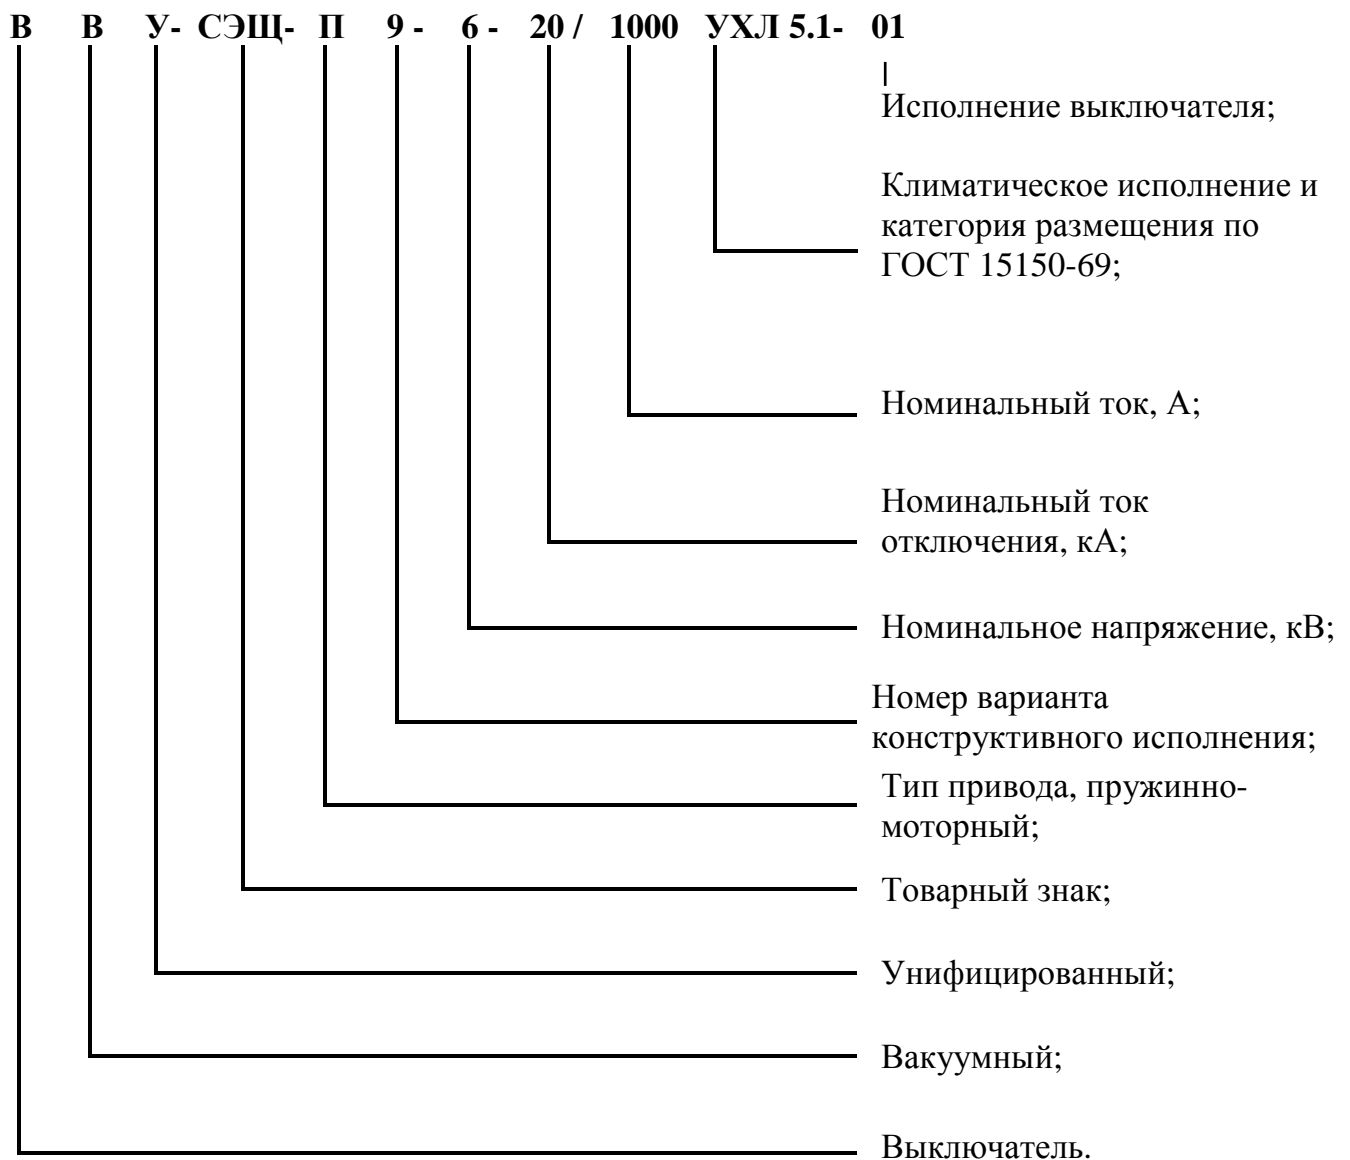 В В У- СЭЩ- П 9 - 6 - 20 / 1000 УХЛ 5.1- 01
Исполнение выключателя;
Климатическое исполнение и
категория размещения по
ГОСТ 15150-69;
Номинальный ток, А;
Номинальный ток
отключения, кА;
Номинальное напряжение, кВ;
Номер варианта
конструктивного исполнения;
Тип привода, пружинно-
моторный;
Товарный знак;
Унифицированный;
Вакуумный;
Выключатель.